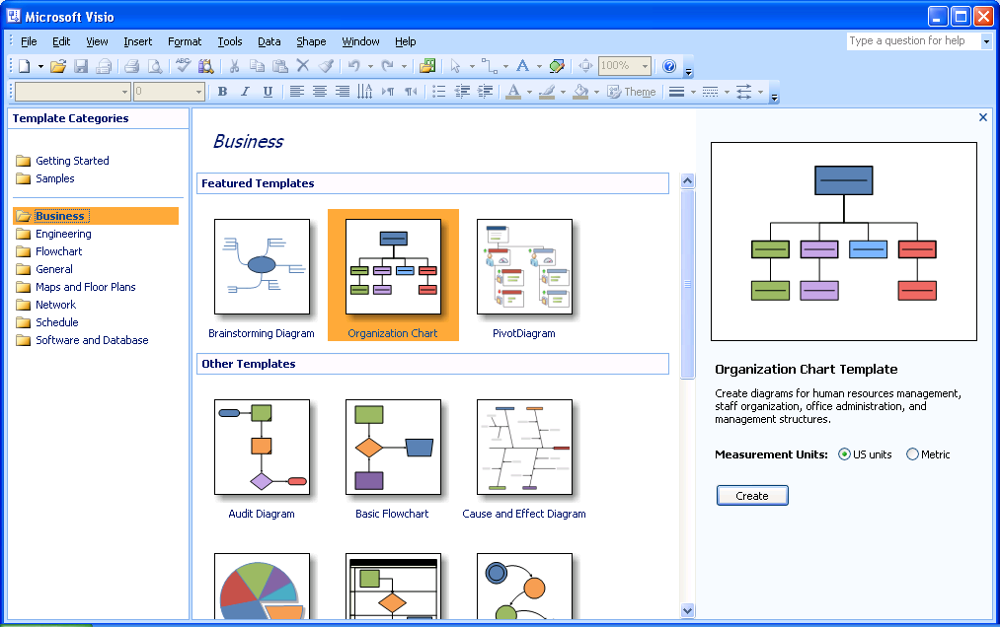 Microsoft Visio
File Edit View Insert Format Tools Data Shape Window Help
Type a question for help
ABC
100%
0
B I U
Theme
Template Categories
Getting Started
Samples
Business
Engineering
Flowchart
General
Maps and Floor Plans
Network
Schedule
Software and Database
Business
Featured Templates
Brainstorming Diagram
Organization Chart
PivotDiagram
Other Templates
Audit Diagram
Basic Flowchart
Cause and Effect Diagram
Organization Chart Template
Create diagrams for human resources management,
staff organization, office administration, and
management structures.
Measurement Units: US units Metric
Create